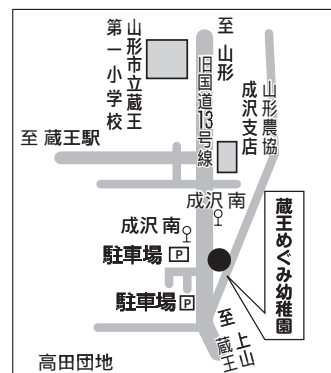 至 山形
旧国道13号線
山形市立蔵王
第一小学校
山形農協
成沢支店
至 蔵王駅
成沢 南
成沢 南
駐車場 P
駐車場 P
蔵王めぐみ幼稚園
至 上山
蔵王
高田団地